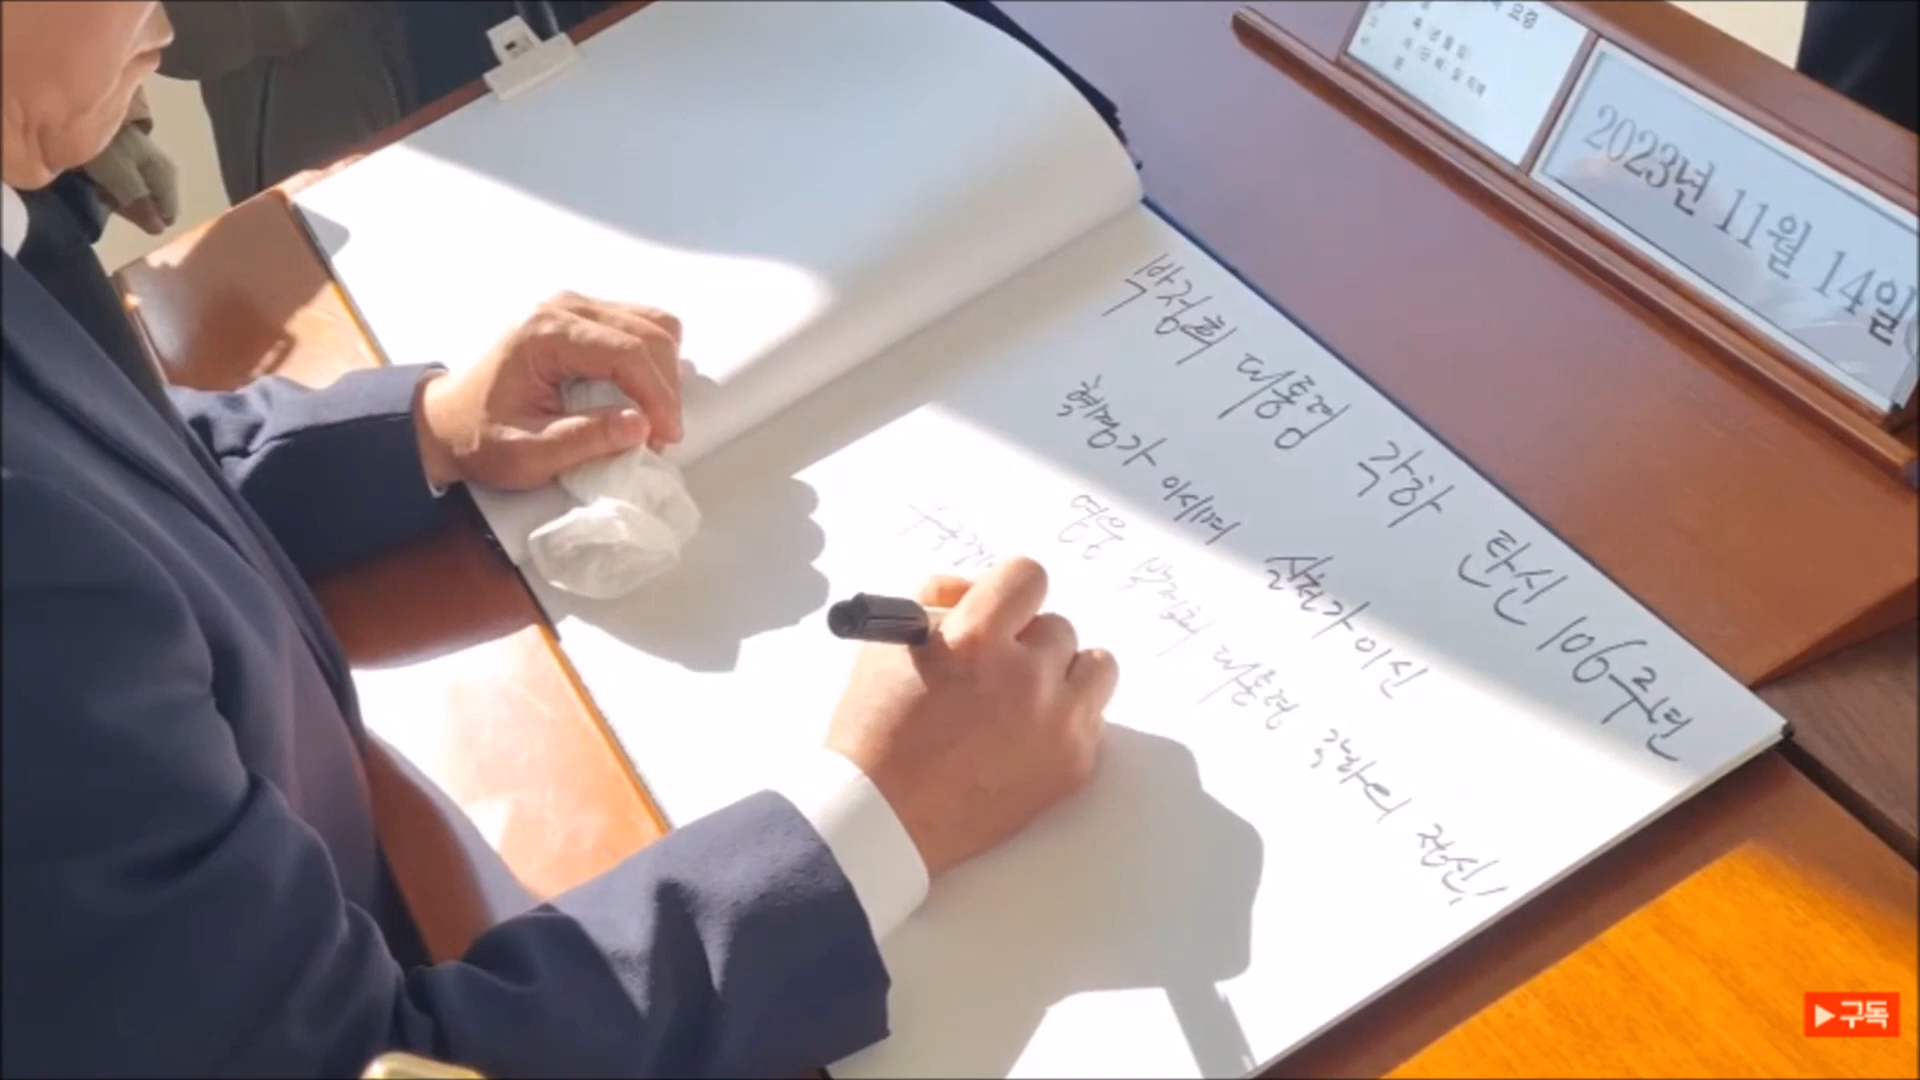 박정희 대통령 각하 탄신 106주년
혁명가 이시며 실천가 이신
영웅 박정희 대통령 각하의 정신!
2023년 11월 14일
구독